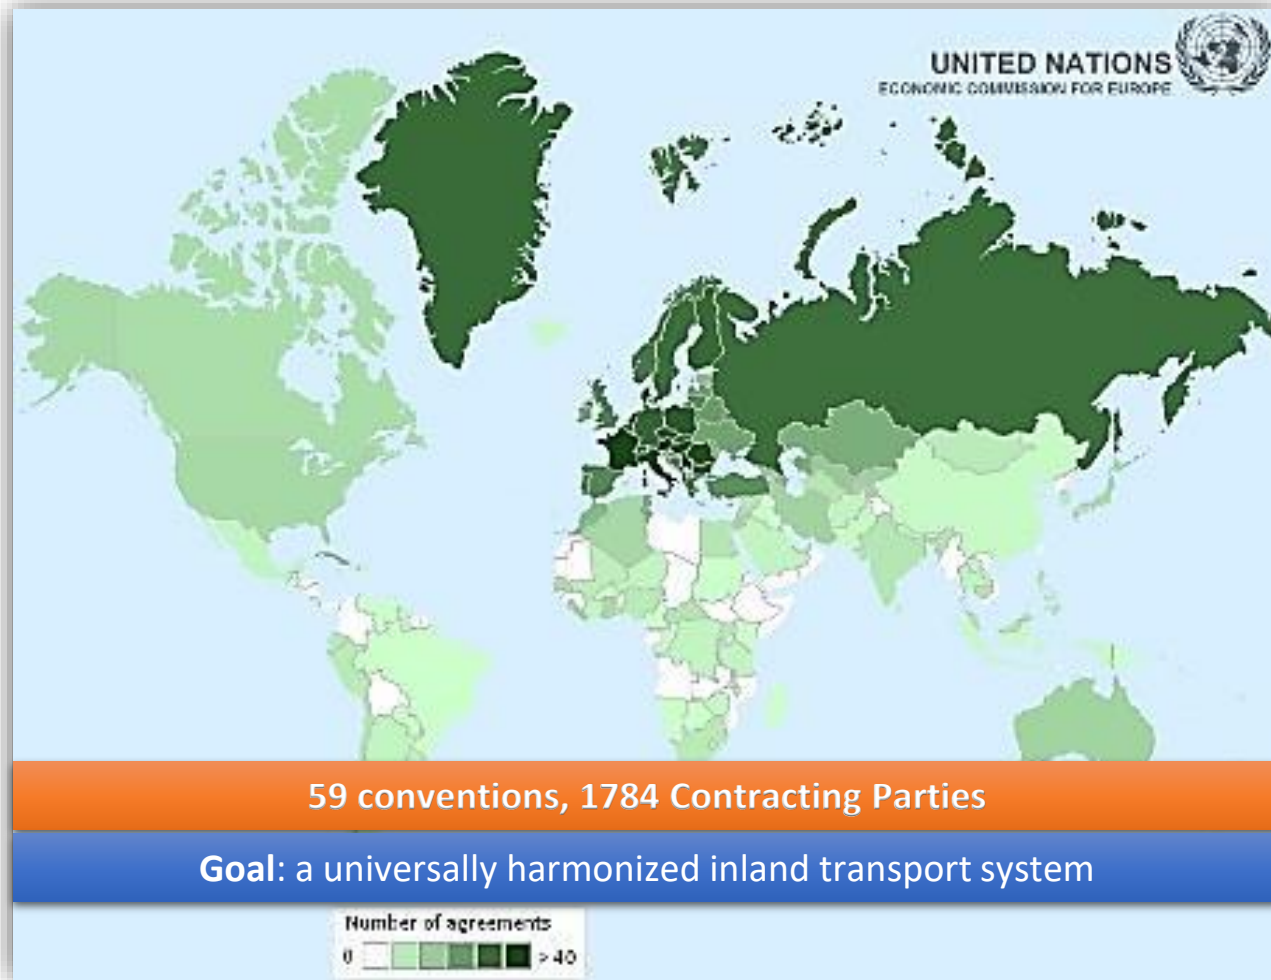 UNITED NATIONS
ECONOMIC COMMISSION FOR EUROPE
59 conventions, 1784 Contracting Parties
Goal: a universally harmonized inland transport system
Number of agreements
0 > 40